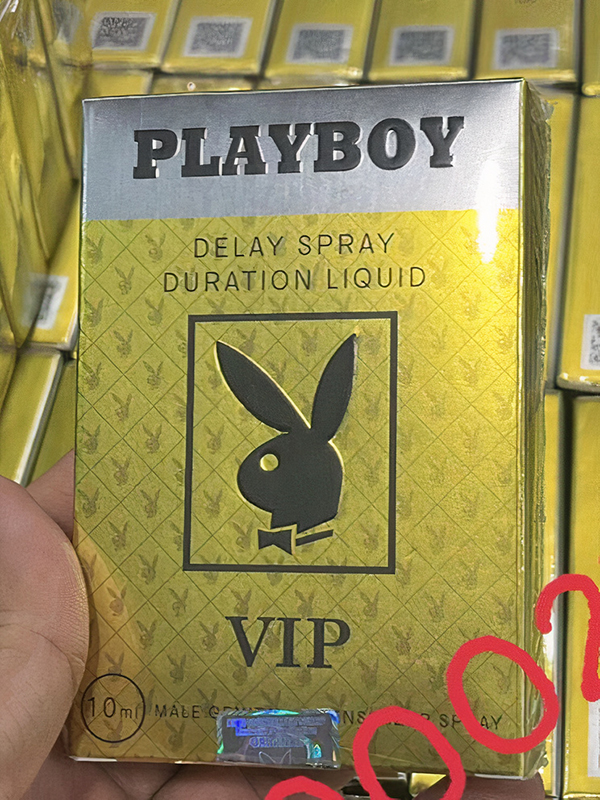 PLAYBOY
DELAY SPRAY
DURATION LIQUID
VIP
10ml MALE SPRAY